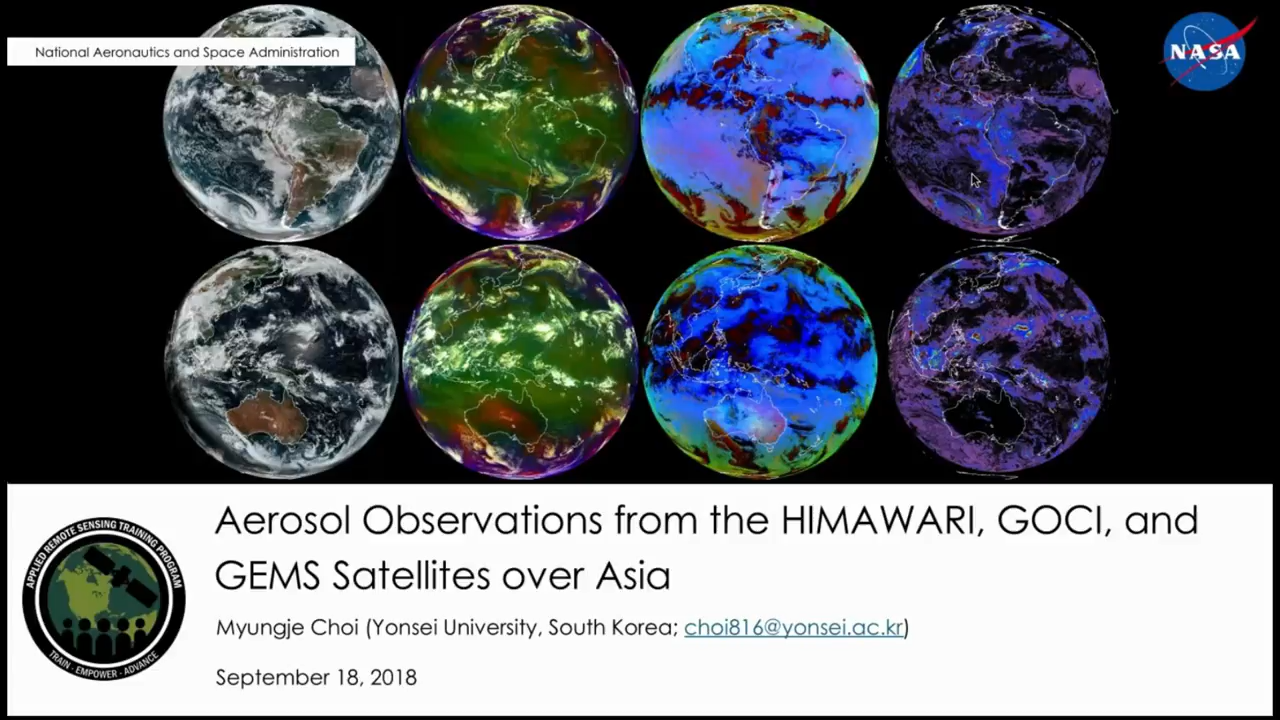 National Aeronautics and Space Administration
NASA
Aerosol Observations from the HIMAWARI, GOCI, and
GEMS Satellites over Asia
Myungje Choi (Yonsei University, South Korea; choi816@yonsei.ac.kr)
September 18, 2018
APPLIED REMOTE SENSING TRAINING PROGRAM
TRAIN · EMPOWER · ADVANCE